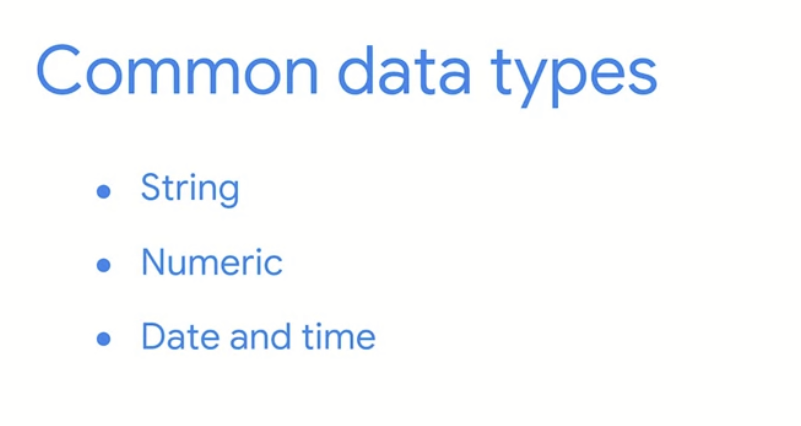 Common data types
• String
• Numeric
• Date and time